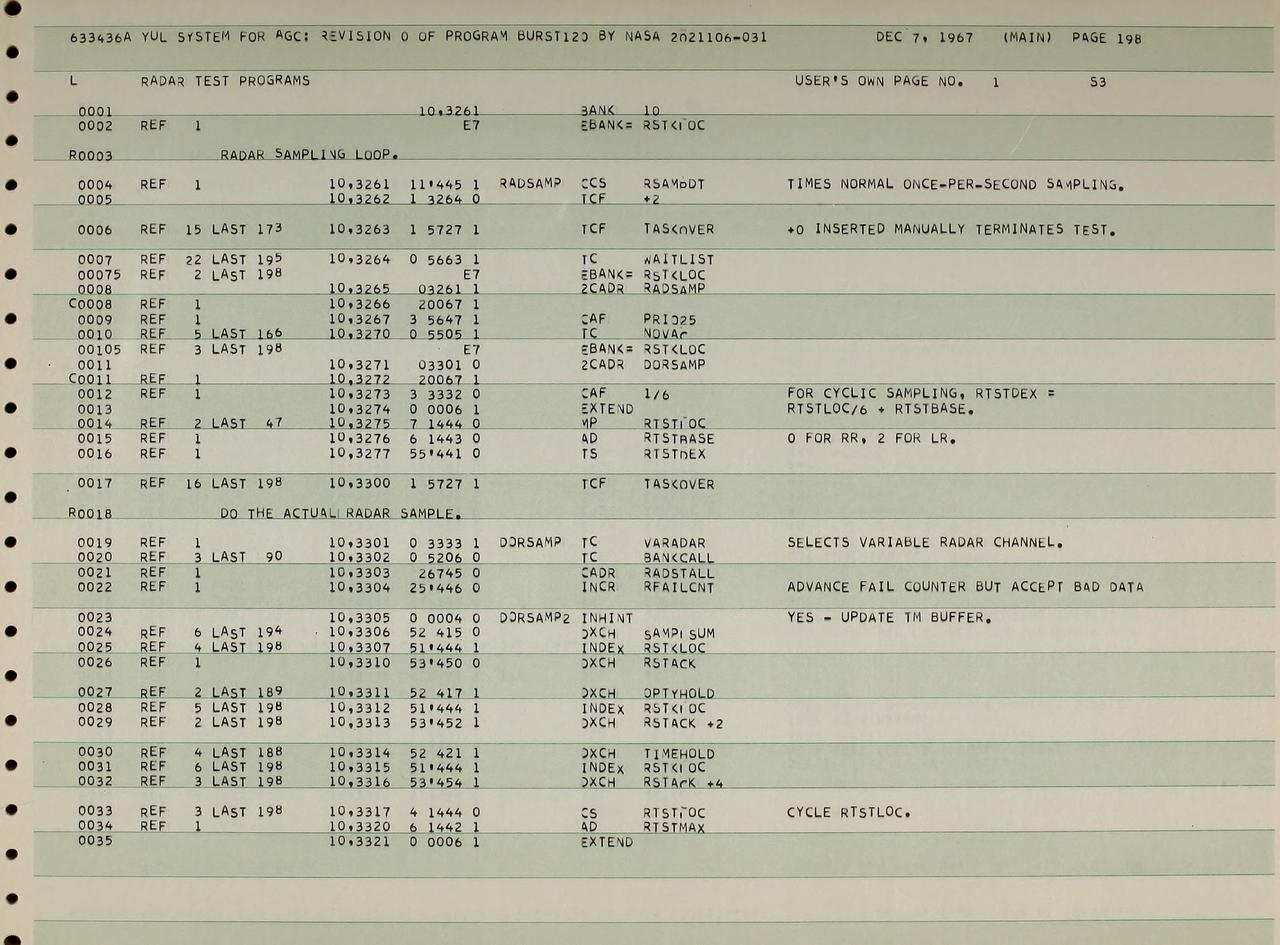 633436A YUL SYSTEM FOR AGC: REVISION 0 OF PROGRAM BURST120 BY NASA 2021106-031 DEC 7, 1967 (MAIN) PAGE 198
L RADAR TEST PROGRAMS USER'S OWN PAGE NO. 1 S3
0001 10,3261 BANK 10
0002 REF 1 E7 EBANK= RSTKLOC
R0003 RADAR SAMPLING LOOP.
0004 REF 1 10,3261 11'445 1 RADSAMP CCS RSAMPDT TIMES NORMAL ONCE-PER-SECOND SAMPLING.
0005 10,3262 1 3264 0 TCF +2
0006 REF 15 LAST 173 10,3263 1 5727 1 TCF TASKOVER +0 INSERTED MANUALLY TERMINATES TEST.
0007 REF 22 LAST 195 10,3264 0 5663 1 TC WAITLIST
00075 REF 2 LAST 198 E7 EBANK= RSTKLOC
0008 10,3265 03261 1 2CADR RADSAMP
C0008 REF 1 10,3266 20067 1
0009 REF 1 10,3267 3 5647 1 CAF PRIO25
0010 REF 5 LAST 166 10,3270 0 5505 1 TC NOVAC
00105 REF 3 LAST 198 E7 EBANK= RSTKLOC
0011 10,3271 03301 0 2CADR DORSAMP
C0011 REF 1 10,3272 20067 1
0012 REF 1 10,3273 3 3332 0 CAF 1/6 FOR CYCLIC SAMPLING, RTSTDEX =
0013 10,3274 0 0006 1 EXTEND RTSTLOC/6 + RTSTBASE.
0014 REF 2 LAST 47 10,3275 7 1444 0 MP RTSTLOC
0015 REF 1 10,3276 6 1443 0 AD RTSTBASE 0 FOR RR, 2 FOR LR.
0016 REF 1 10,3277 55'441 0 TS RTSTDEX
0017 REF 16 LAST 198 10,3300 1 5727 1 TCF TASKOVER
R0018 DO THE ACTUAL RADAR SAMPLE.
0019 REF 1 10,3301 0 3333 1 DORSAMP TC VARADAR SELECTS VARIABLE RADAR CHANNEL.
0020 REF 3 LAST 90 10,3302 0 5206 0 TC BANKCALL
0021 REF 1 10,3303 26745 0 CADR RADSTALL
0022 REF 1 10,3304 25'446 0 INCR RFAILCNT ADVANCE FAIL COUNTER BUT ACCEPT BAD DATA
0023 10,3305 0 0004 0 DORSAMP2 INHINT YES - UPDATE TM BUFFER.
0024 REF 6 LAST 194 10,3306 52 415 0 DXCH SAMPLSUM
0025 REF 4 LAST 198 10,3307 51'444 1 INDEX RSTKLOC
0026 REF 1 10,3310 53'450 0 DXCH RSTACK
0027 REF 2 LAST 189 10,3311 52 417 1 DXCH OPTYHOLD
0028 REF 5 LAST 198 10,3312 51'444 1 INDEX RSTKLOC
0029 REF 2 LAST 198 10,3313 53'452 1 DXCH RSTACK +2
0030 REF 4 LAST 188 10,3314 52 421 1 DXCH TIMEHOLD
0031 REF 6 LAST 198 10,3315 51'444 1 INDEX RSTKLOC
0032 REF 3 LAST 198 10,3316 53'454 1 DXCH RSTACK +4
0033 REF 3 LAST 198 10,3317 4 1444 0 CS RTSTLOC CYCLE RTSTLOC.
0034 REF 1 10,3320 6 1442 1 AD RTSTMAX
0035 10,3321 0 0006 1 EXTEND